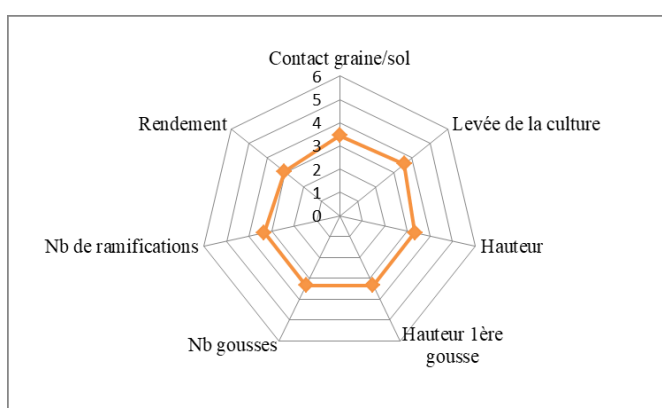 Contact graine/sol
6
5
4
3
2
1
0
Levée de la culture
Hauteur
Hauteur 1ère
gousse
Nb gousses
Nb de ramifications
Rendement